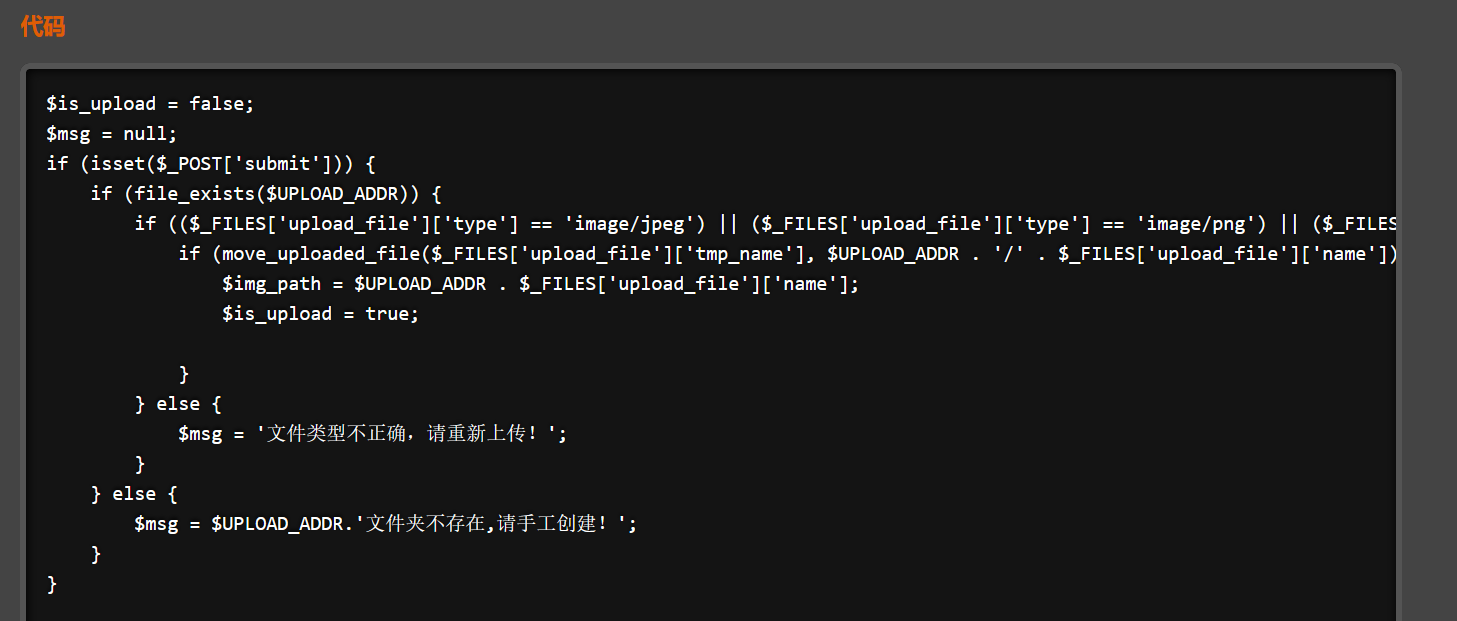 代码
$is_upload = false;
$msg = null;
if (isset($_POST['submit'])) {
    if (file_exists($UPLOAD_ADDR)) {
        if (($_FILES['upload_file']['type'] == 'image/jpeg') || ($_FILES['upload_file']['type'] == 'image/png') || ($_FILES
            if (move_uploaded_file($_FILES['upload_file']['tmp_name'], $UPLOAD_ADDR . '/' . $_FILES['upload_file']['name'])
                $img_path = $UPLOAD_ADDR . $_FILES['upload_file']['name'];
                $is_upload = true;

            }
        } else {
            $msg = '文件类型不正确，请重新上传！';
        }
    } else {
        $msg = $UPLOAD_ADDR.'文件夹不存在,请手工创建！';
    }
}